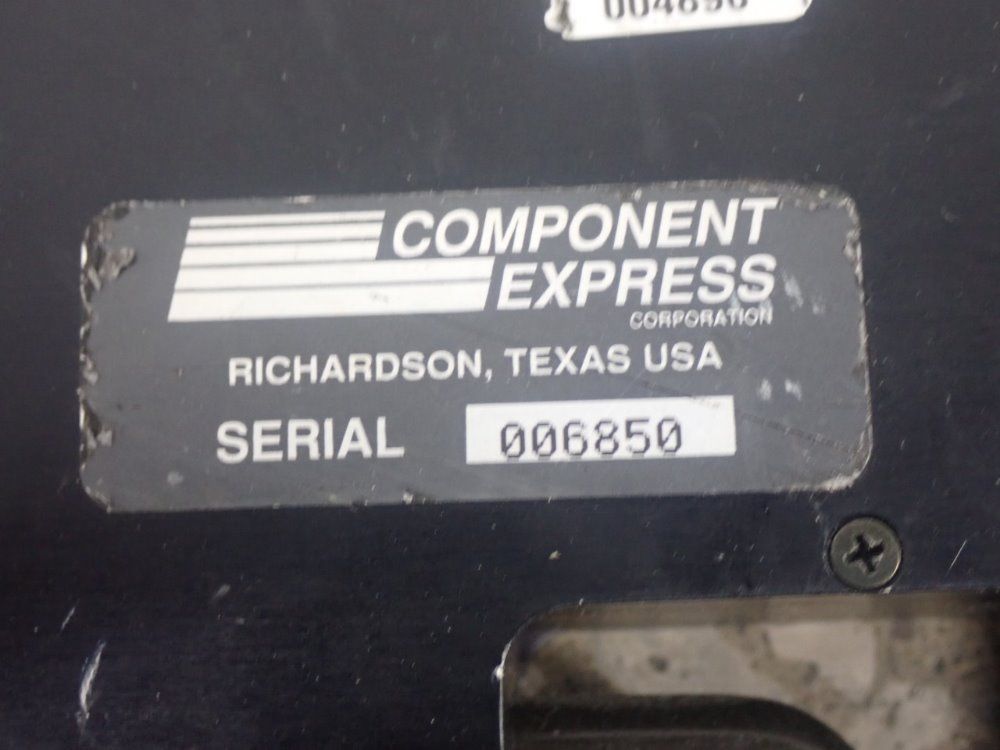 COMPONENT
EXPRESS
CORPORATION
RICHARDSON, TEXAS USA
SERIAL 006850